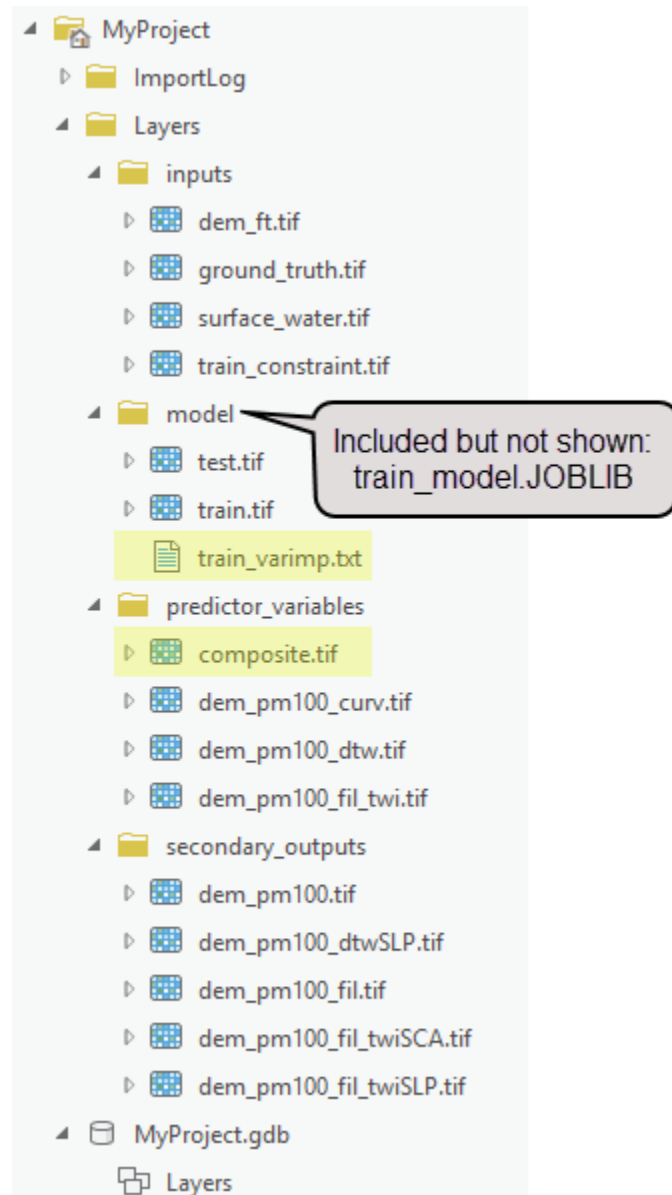 MyProject
ImportLog
Layers
inputs
dem_ft.tif
ground_truth.tif
surface_water.tif
train_constraint.tif
model
Included but not shown:
train_model.JOBLIB
test.tif
train.tif
train_varimp.txt
predictor_variables
composite.tif
dem_pm100_curv.tif
dem_pm100_dtw.tif
dem_pm100_fil_twi.tif
secondary_outputs
dem_pm100.tif
dem_pm100_dtwSLP.tif
dem_pm100_fil.tif
dem_pm100_fil_twiSCA.tif
dem_pm100_fil_twiSLP.tif
MyProject.gdb
Layers